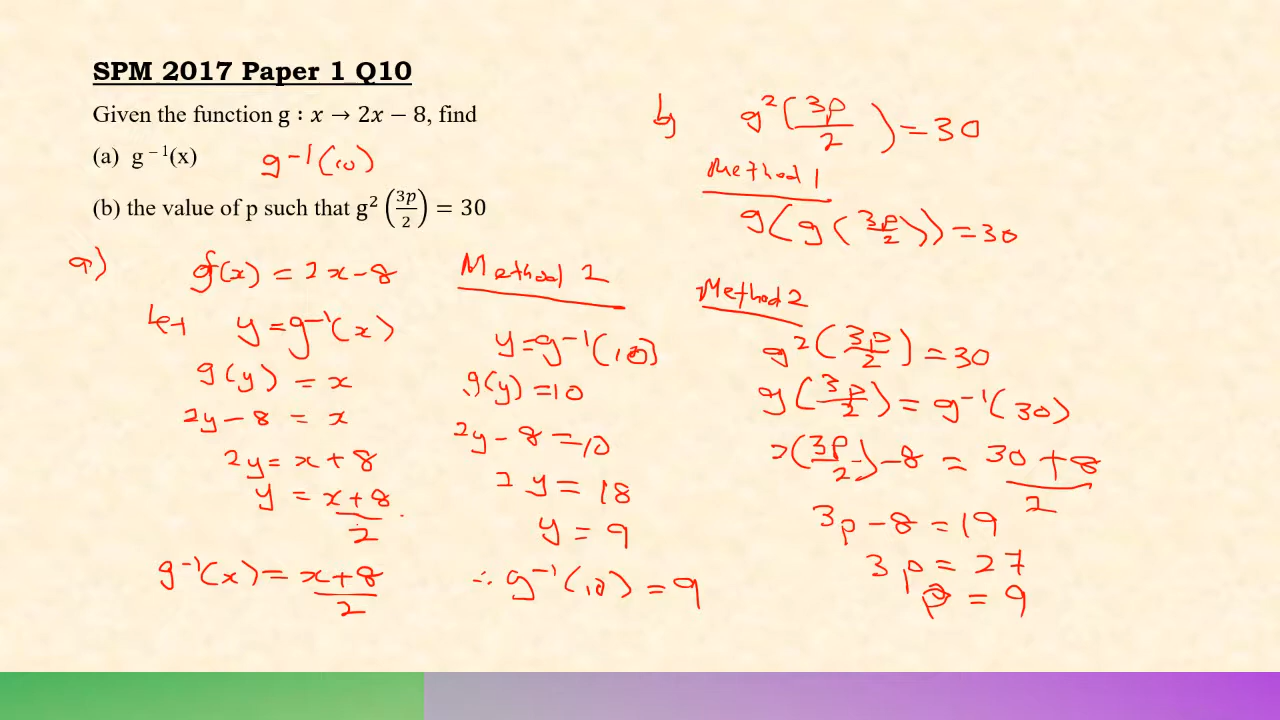 SPM 2017 Paper 1 Q10
Given the function g : x → 2x − 8, find
(a) g⁻¹(x) g⁻¹(10)
(b) the value of p such that g²(3p/2) = 30
a) g(x) = 2x − 8
Let y = g⁻¹(x)
g(y) = x
2y − 8 = x
2y = x + 8
y = (x + 8)/2
g⁻¹(x) = (x + 8)/2
Method 2
y = g⁻¹(10)
g(y) = 10
2y − 8 = 10
2y = 18
y = 9
∴ g⁻¹(10) = 9
b) g²(3p/2) = 30
Method 1
g(g(3p/2)) = 30
Method 2
g²(3p/2) = 30
g(3p/2) = g⁻¹(30)
2(3p/2) − 8 = (30 + 8)/2
3p − 8 = 19
3p = 27
p = 9